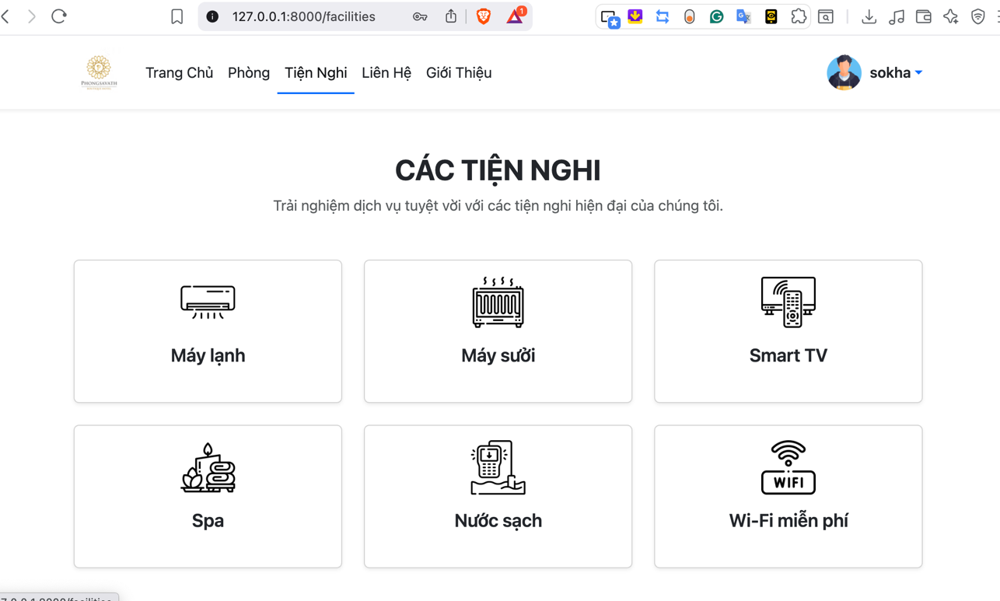 127.0.0.1:8000/facilities
1
PHONGSAVATH
Trang Chủ
Phòng
Tiện Nghi
Liên Hệ
Giới Thiệu
sokha
CÁC TIỆN NGHI
Trải nghiệm dịch vụ tuyệt vời với các tiện nghi hiện đại của chúng tôi.
Máy lạnh
Máy sưởi
Smart TV
Spa
Nước sạch
WIFI
Wi-Fi miễn phí